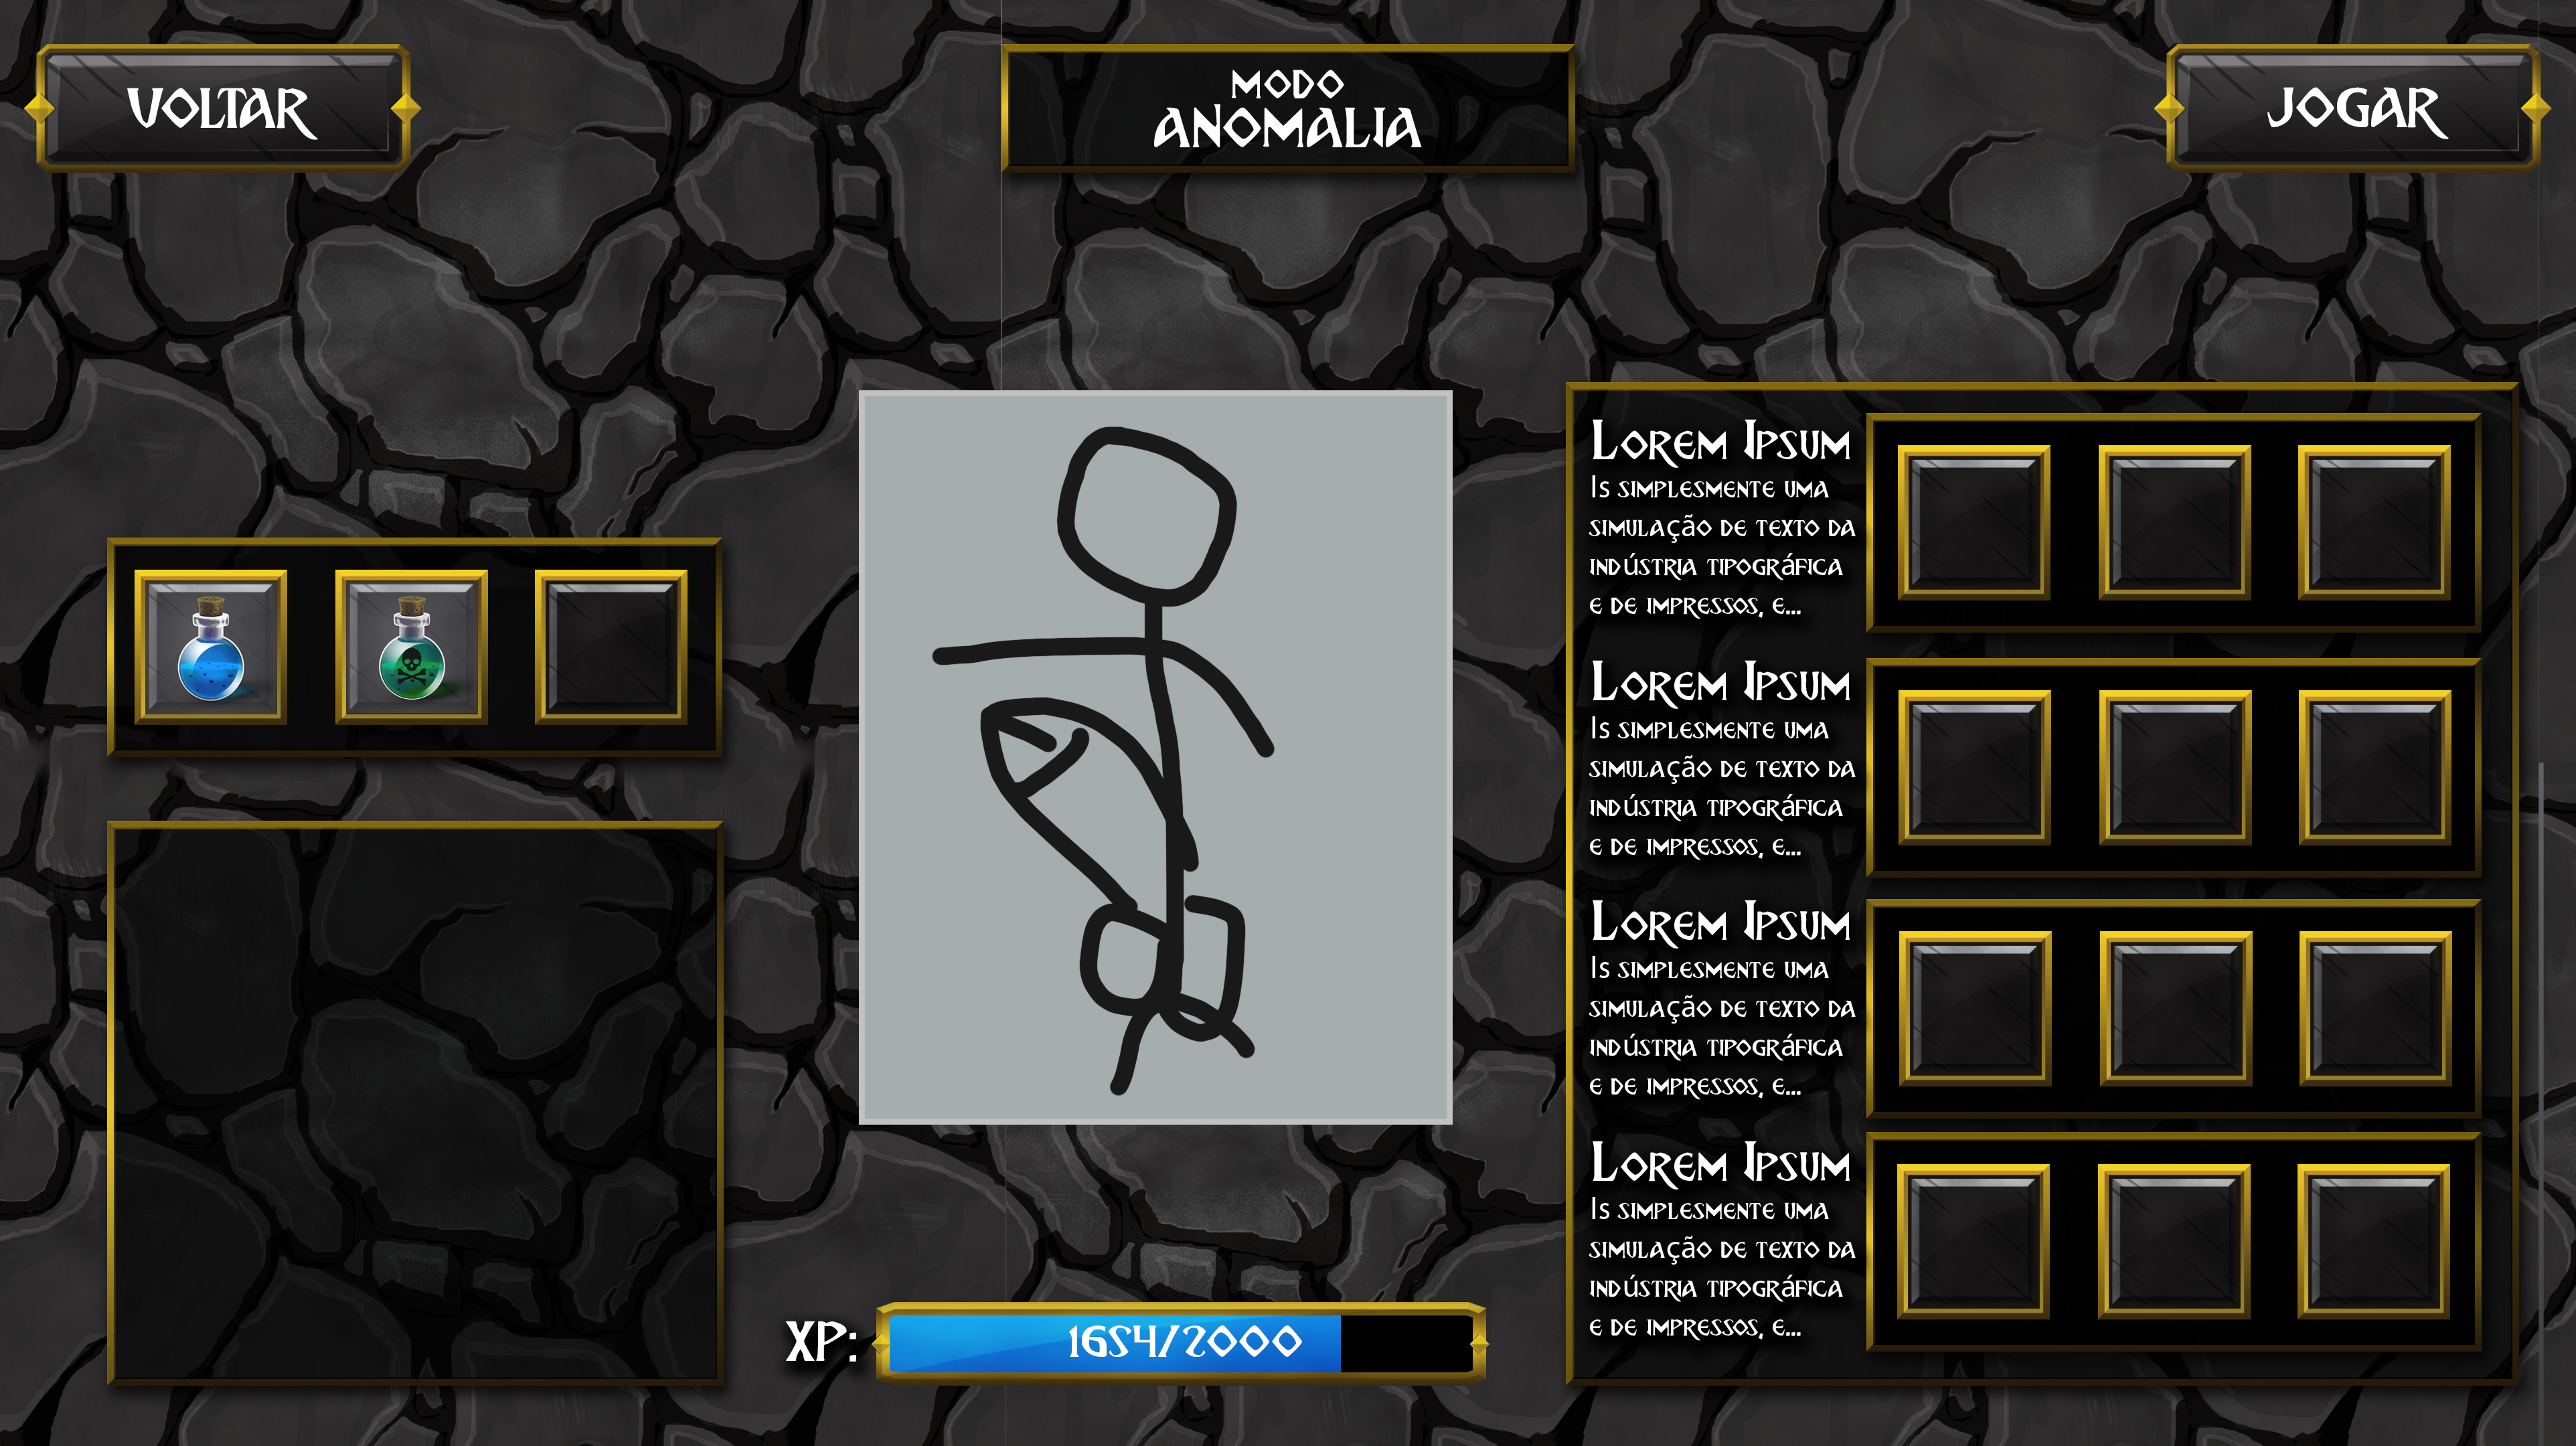 VOLTAR
MODO
ANOMALIA
JOGAR
Lorem Ipsum
Is simplesmente uma
simulação de texto da
indústria tipográfica
e de impressos, e...
Lorem Ipsum
Is simplesmente uma
simulação de texto da
indústria tipográfica
e de impressos, e...
Lorem Ipsum
Is simplesmente uma
simulação de texto da
indústria tipográfica
e de impressos, e...
Lorem Ipsum
Is simplesmente uma
simulação de texto da
indústria tipográfica
e de impressos, e...
XP: 1654/2000